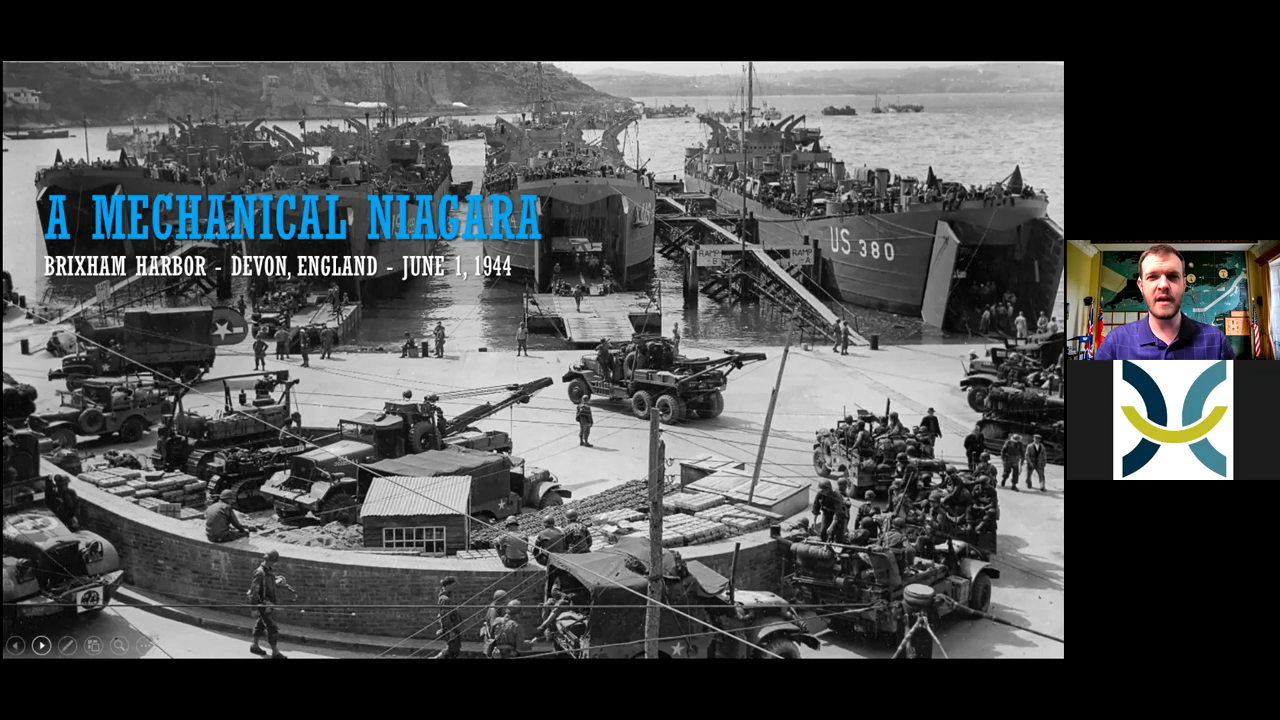 A MECHANICAL NIAGARA
BRIXHAM HARBOR - DEVON, ENGLAND - JUNE 1, 1944
US 380
RAMP
RAMP
-A-